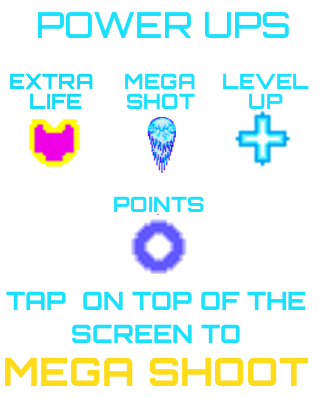 POWER UPS
EXTRA LIFE
MEGA SHOT
LEVEL UP
POINTS
TAP ON TOP OF THE
SCREEN TO
MEGA SHOOT